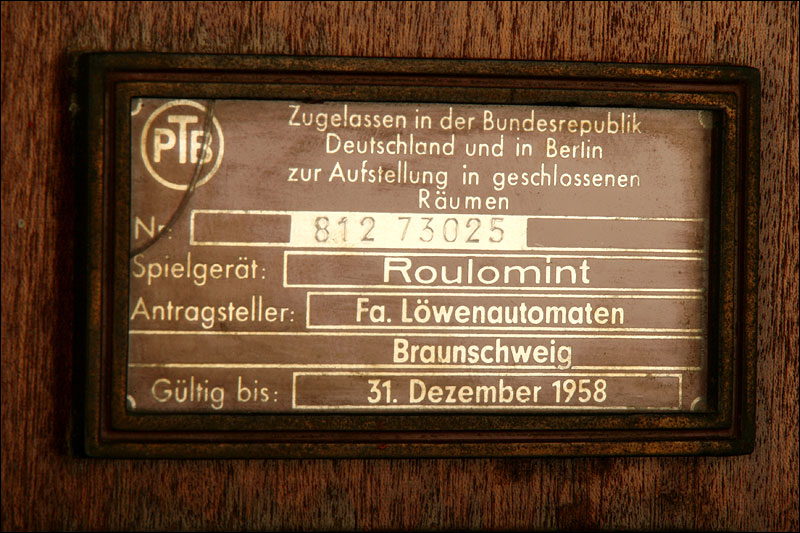 PTB
Zugelassen in der Bundesrepublik
Deutschland und in Berlin
zur Aufstellung in geschlossenen
Räumen
Nr. 812 73025
Spielgerät: Roulomint
Antragsteller: Fa. Löwenautomaten
Braunschweig
Gültig bis: 31. Dezember 1958